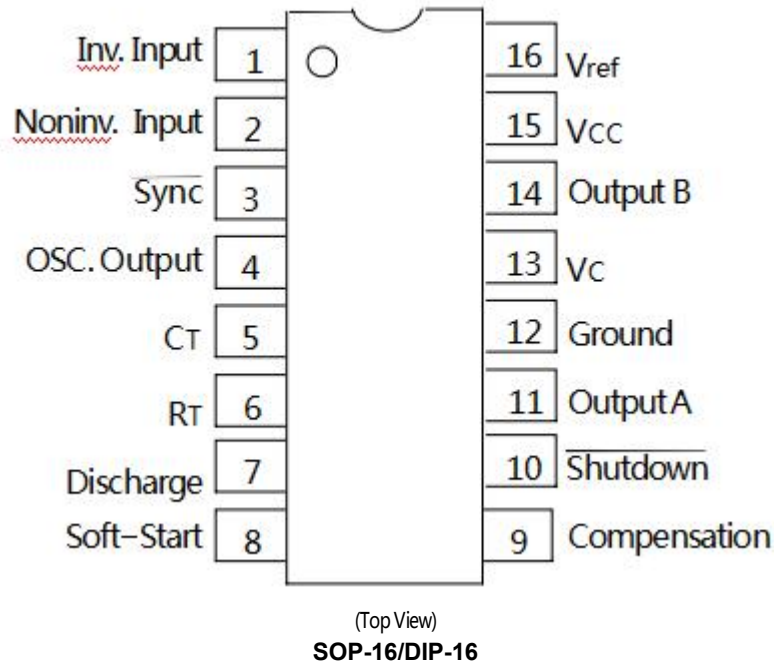 Inv. Input 1 16 Vref
Noninv. Input 2 15 VCC
Sync 3 14 Output B
OSC. Output 4 13 VC
CT 5 12 Ground
RT 6 11 Output A
Discharge 7 10 Shutdown
Soft-Start 8 9 Compensation
(Top View)
SOP-16/DIP-16